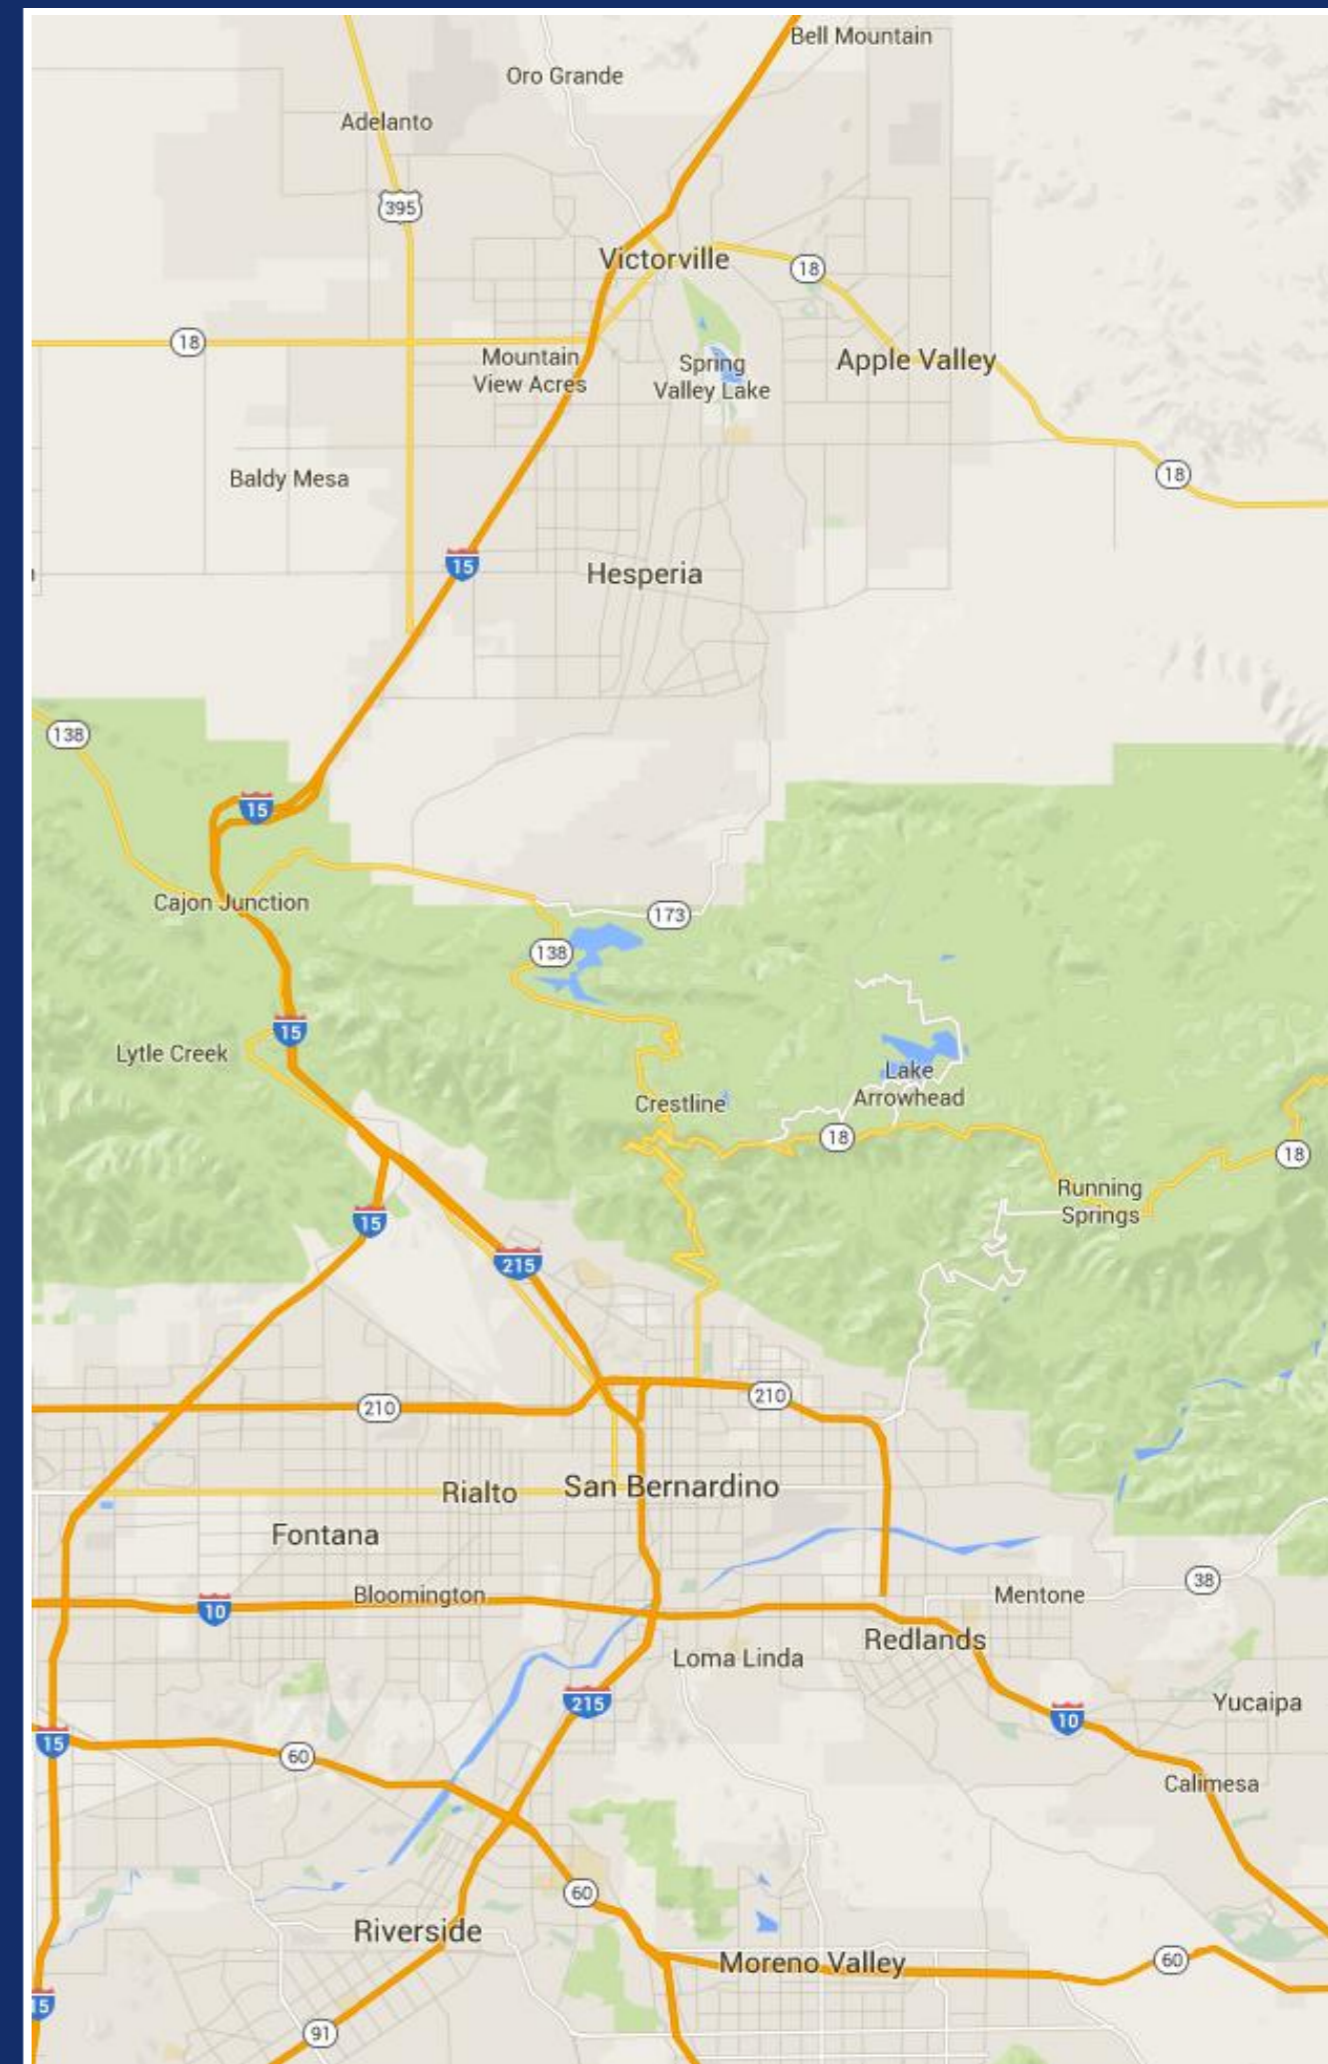 Bell Mountain
Oro Grande
Adelanto
395
Victorville
18
18
Mountain
View Acres
Spring
Valley Lake
Apple Valley
18
Baldy Mesa
15
Hesperia
138
15
Cajon Junction
173
138
15
Lytle Creek
Lake
Arrowhead
Crestline
18
18
Running
Springs
15
215
210
210
Rialto
San Bernardino
Fontana
38
Bloomington
Mentone
10
Redlands
Loma Linda
215
Yucaipa
10
15
60
Calimesa
60
Riverside
Moreno Valley
60
15
91